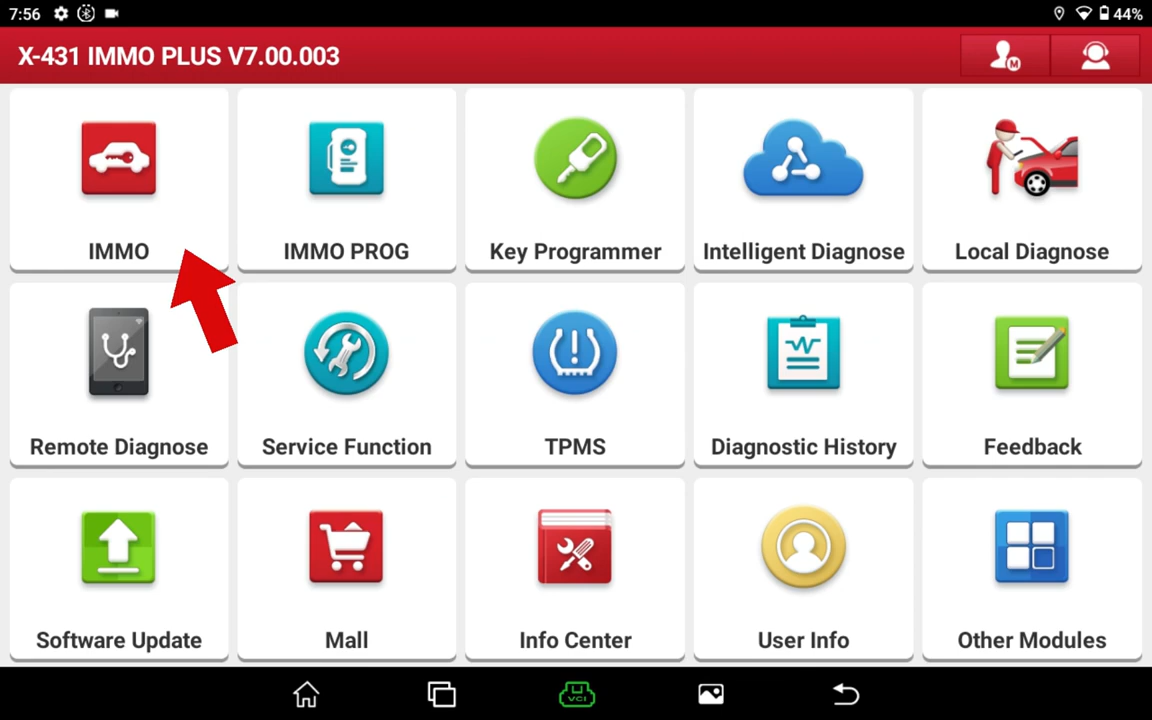 7:56 44%
X-431 IMMO PLUS V7.00.003
M
IMMO
IMMO PROG
Key Programmer
Intelligent Diagnose
Local Diagnose
Remote Diagnose
Service Function
TPMS
Diagnostic History
Feedback
Software Update
Mall
Info Center
User Info
Other Modules
VCI